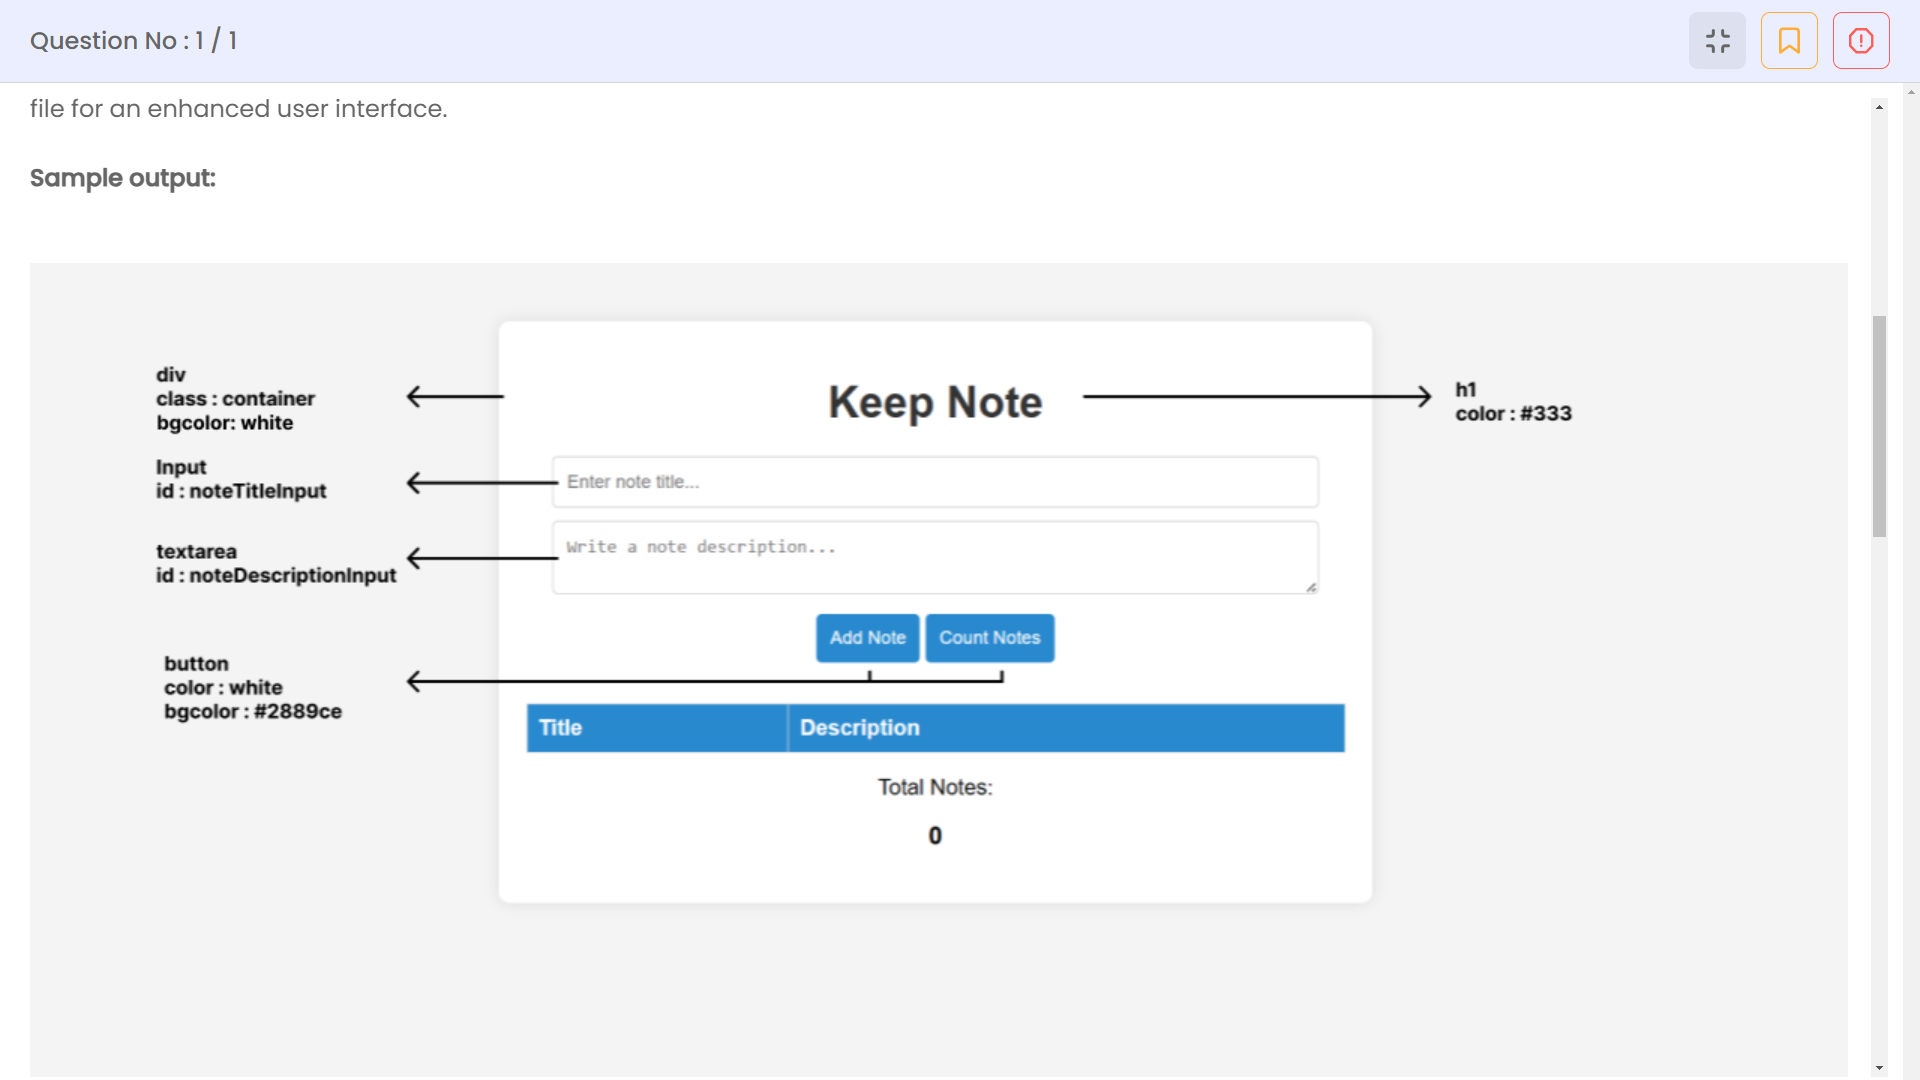 Question No : 1 / 1
file for an enhanced user interface.
Sample output:
div
class : container
bgcolor: white
Keep Note
h1
color : #333
Input
id : noteTitleInput
Enter note title...
textarea
id : noteDescriptionInput
Write a note description...
Add Note
Count Notes
button
color : white
bgcolor : #2889ce
Title
Description
Total Notes:
0